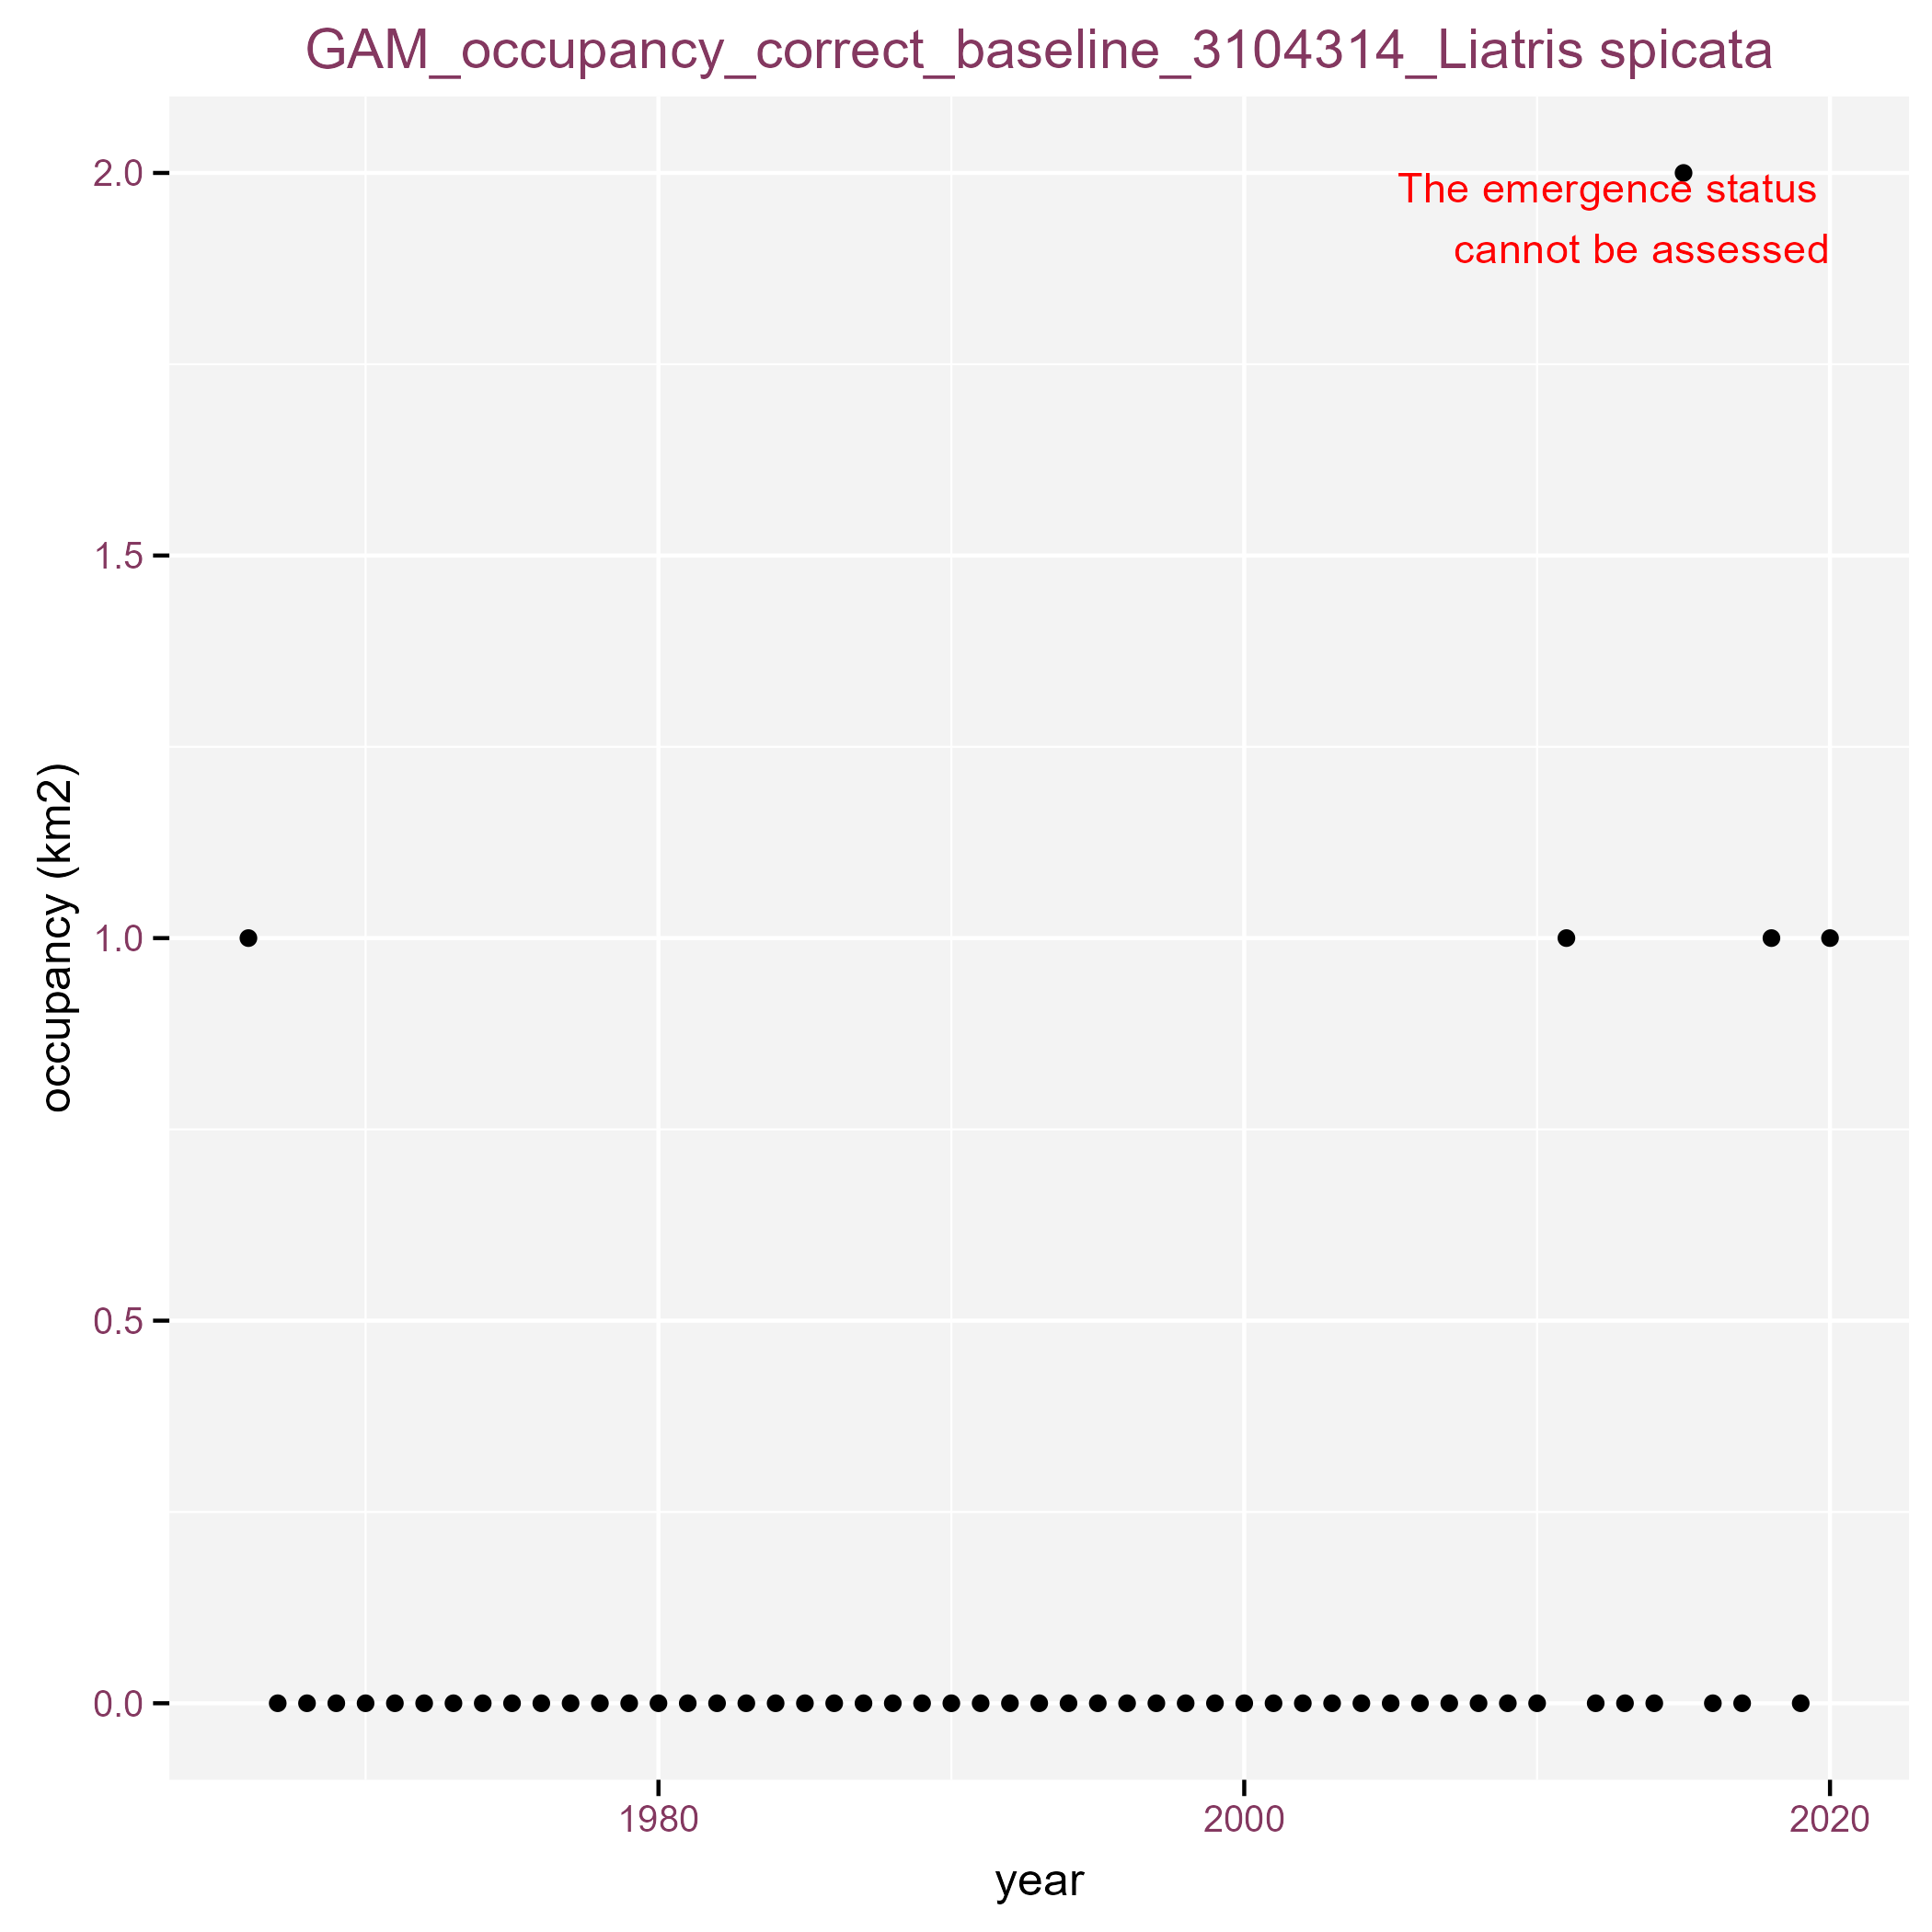 GAM_occupancy_correct_baseline_3104314_Liatris spicata
2.0
The emergence status
cannot be assessed
1.5
occupancy (km2)
1.0
0.5
0.0
1980
2000
2020
year